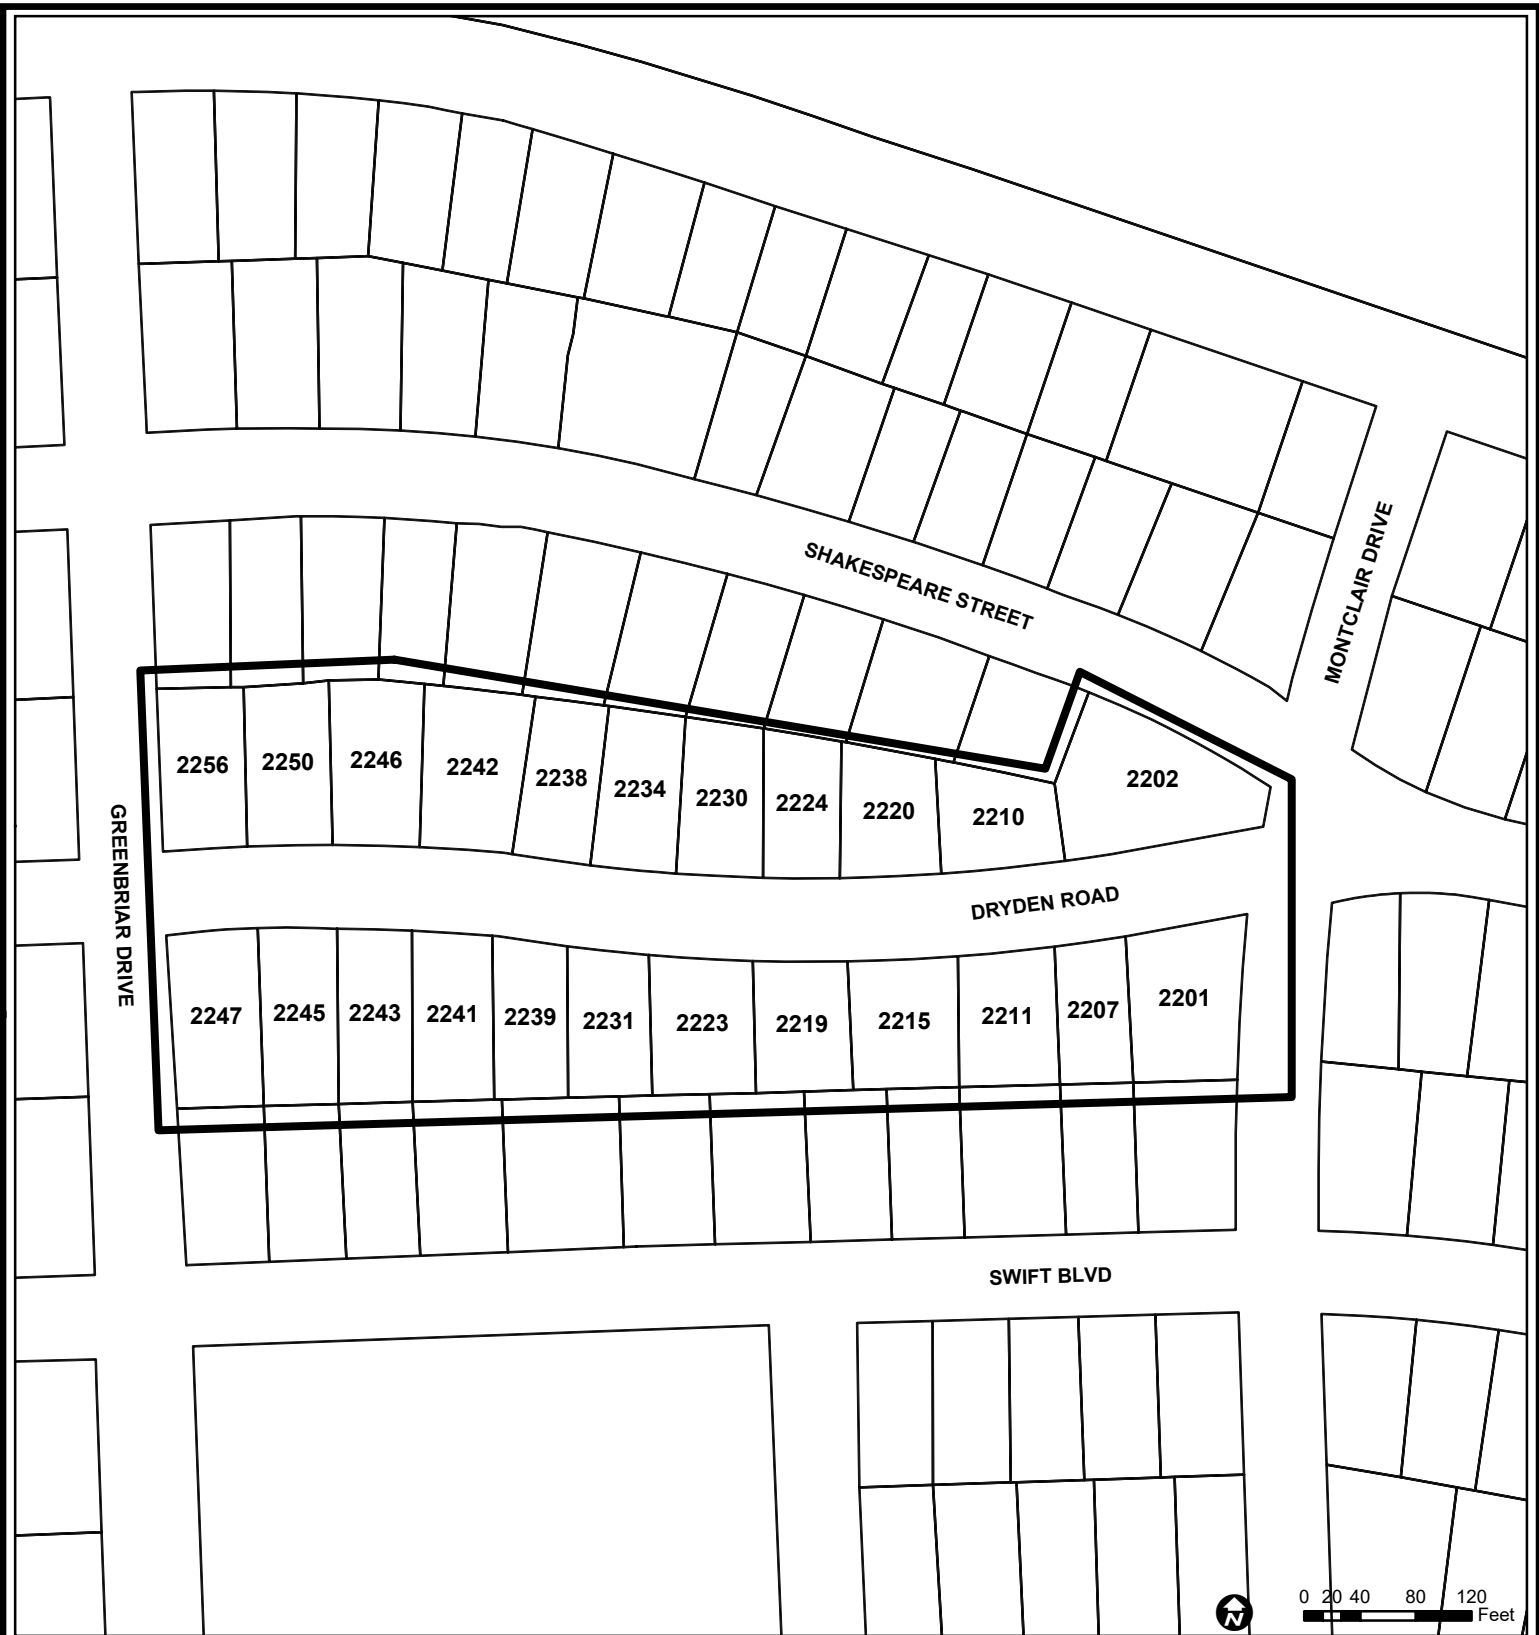 SHAKESPEARE STREET
MONTCLAIR DRIVE
2256 2250 2246 2242 2238 2234 2230 2224 2220 2210 2202
GREENBRIAR DRIVE
DRYDEN ROAD
2247 2245 2243 2241 2239 2231 2223 2219 2215 2211 2207 2201
SWIFT BLVD
N
0 20 40 80 120
Feet